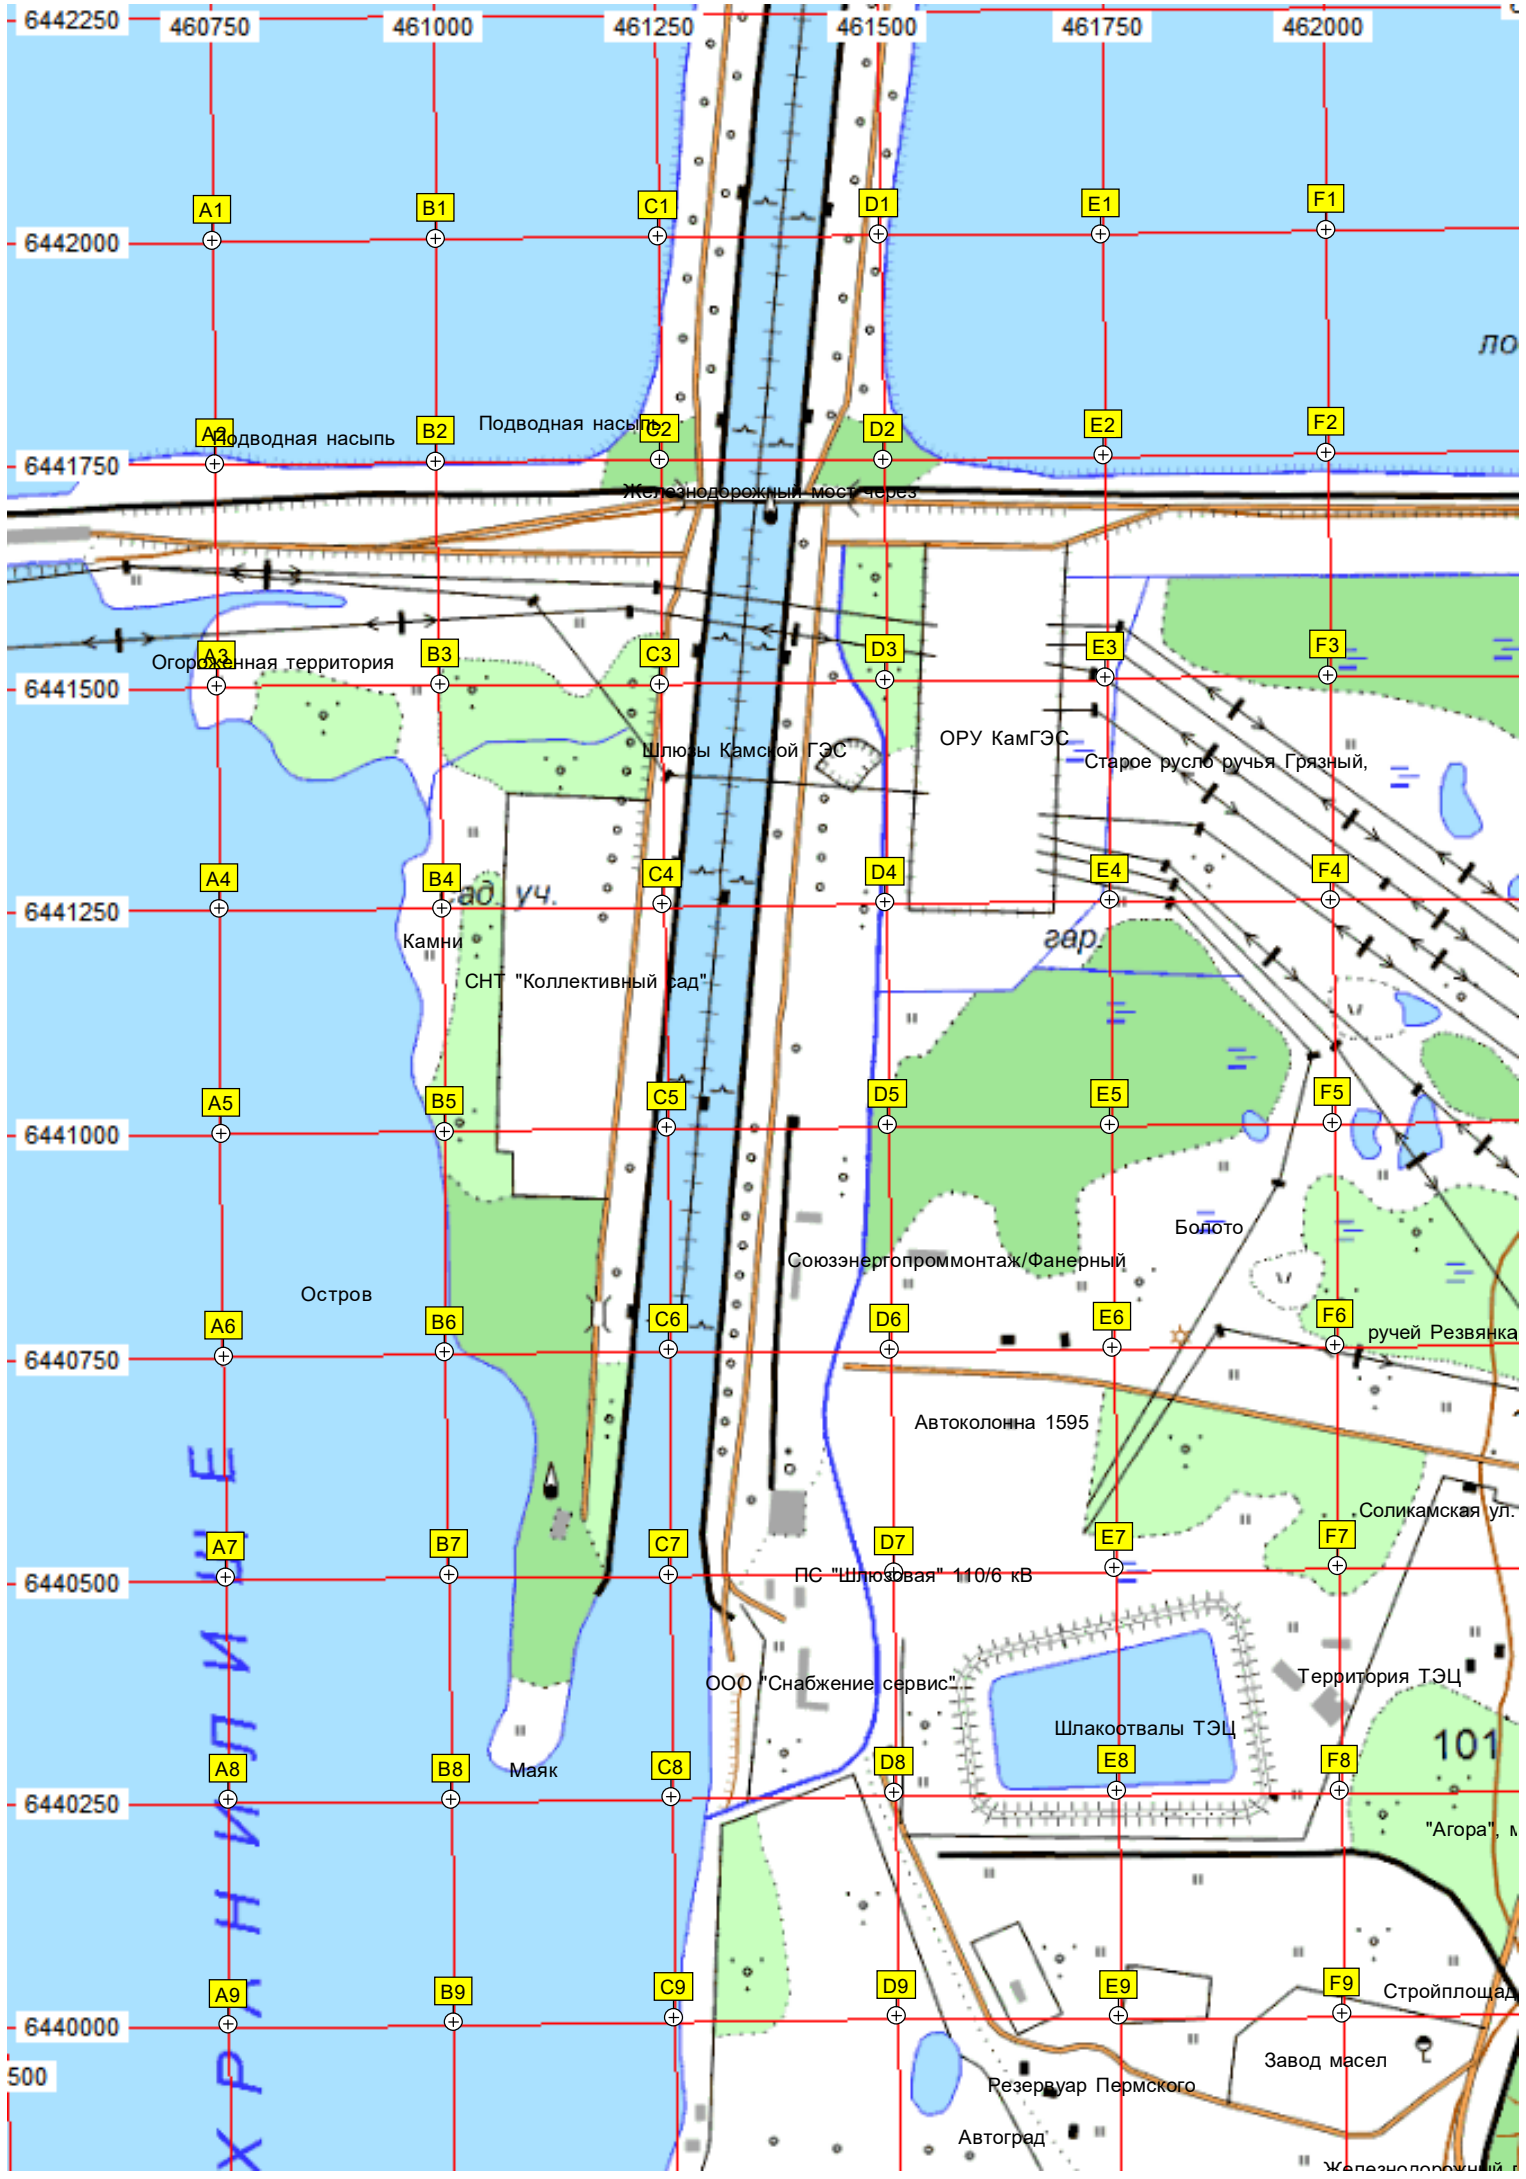 6442250
460750
461000
461250
461500
461750
462000
A1
B1
C1
D1
E1
F1
6442000
ло
A2
B2
C2
D2
E2
F2
Подводная насыпь
Подводная насыпь
6441750
Железнодорожный мост через
A3
B3
C3
D3
E3
F3
Огороженная территория
6441500
Шлюзы Камской ГЭС
ОРУ КамГЭС
Старое русло ручья Грязный,
A4
B4
C4
D4
E4
F4
ад. уч.
6441250
Камни
гар.
СНТ "Коллективный сад"
A5
B5
C5
D5
E5
F5
6441000
Болото
Союзэнергопроммонтаж/Фанерный
Остров
A6
B6
C6
D6
E6
F6
ручей Резвянка
6440750
Автоколонна 1595
Соликамская ул.
A7
B7
C7
D7
E7
F7
6440500
ПС "Шлюзовая" 110/6 кВ
ООО "Снабжение сервис"
Территория ТЭЦ
Шлакоотвалы ТЭЦ
101
A8
B8
C8
D8
E8
F8
Маяк
6440250
"Агора", м
A9
B9
C9
D9
E9
F9
Стройплощад
6440000
Завод масел
500
Резервуар Пермского
Автоград
Железнодорожный п
ХРАНИЛИЩЕ